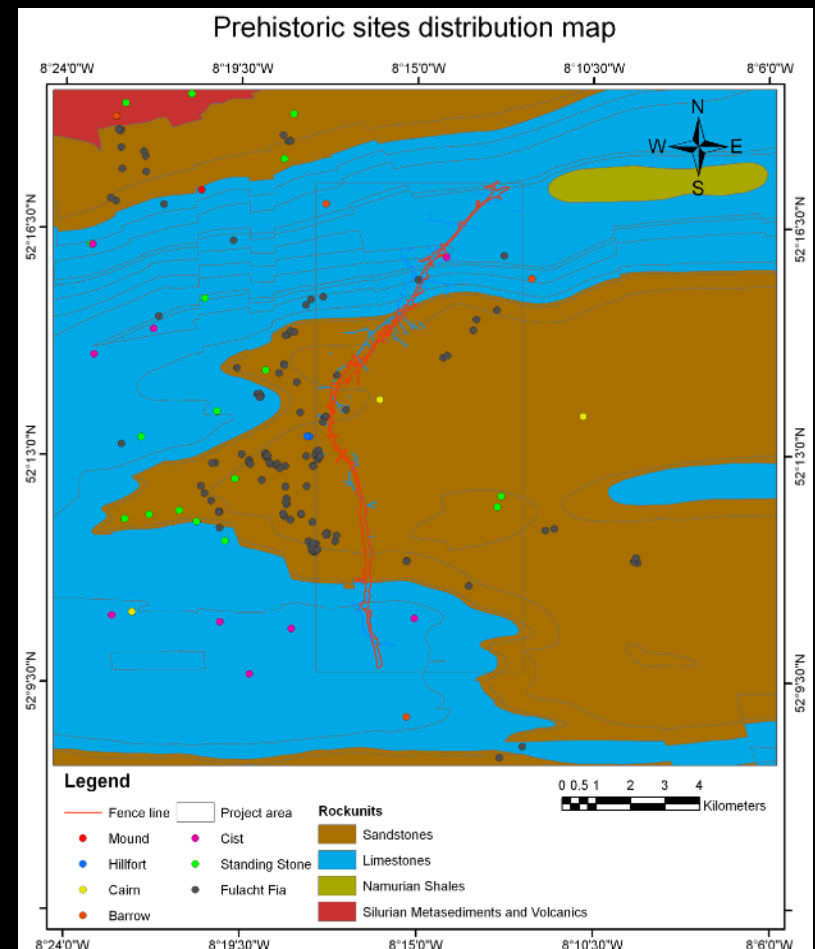 Prehistoric sites distribution map
8°24'0"W 8°19'30"W 8°15'0"W 8°10'30"W 8°6'0"W
N
W E
S
52°16'30"N 52°16'30"N
52°13'0"N 52°13'0"N
52°9'30"N 52°9'30"N
Legend
Fence line Project area Rockunits
Mound Cist Sandstones
Hillfort Standing Stone Limestones
Cairn Fulacht Fia Namurian Shales
Barrow Silurian Metasediments and Volcanics
0 0.5 1 2 3 4
Kilometers
8°24'0"W 8°19'30"W 8°15'0"W 8°10'30"W 8°6'0"W